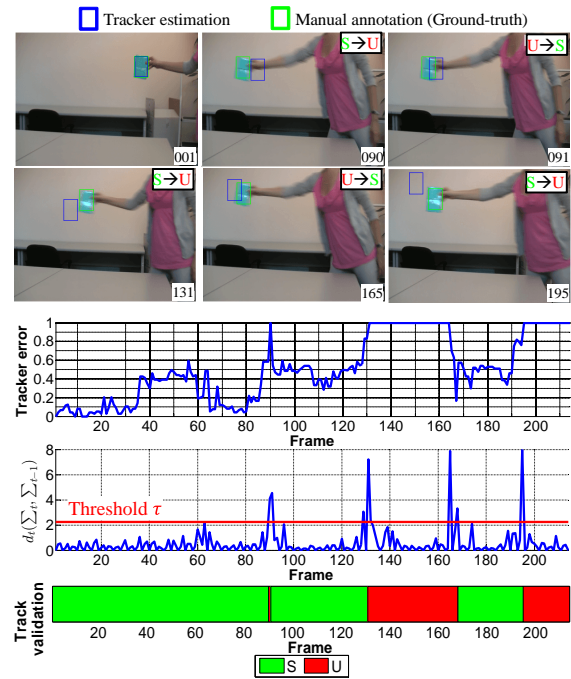 Tracker estimation Manual annotation (Ground-truth)
001
S→U
090
U→S
091
S→U
131
U→S
165
S→U
195
Tracker error
1
0.8
0.6
0.4
0.2
0
20 40 60 80 100 120 140 160 180 200
Frame
d_t(Σ_t, Σ_{t−1})
8
6
4
2
0
Threshold τ
20 40 60 80 100 120 140 160 180 200
Frame
Track
validation
20 40 60 80 100 120 140 160 180 200
Frame
S U